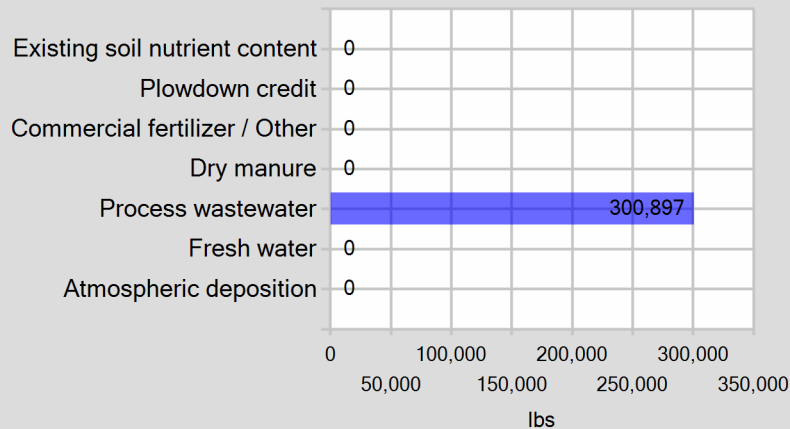 Existing soil nutrient content 0
Plowdown credit 0
Commercial fertilizer / Other 0
Dry manure 0
Process wastewater 300,897
Fresh water 0
Atmospheric deposition 0
0 100,000 200,000 300,000
50,000 150,000 250,000 350,000
lbs